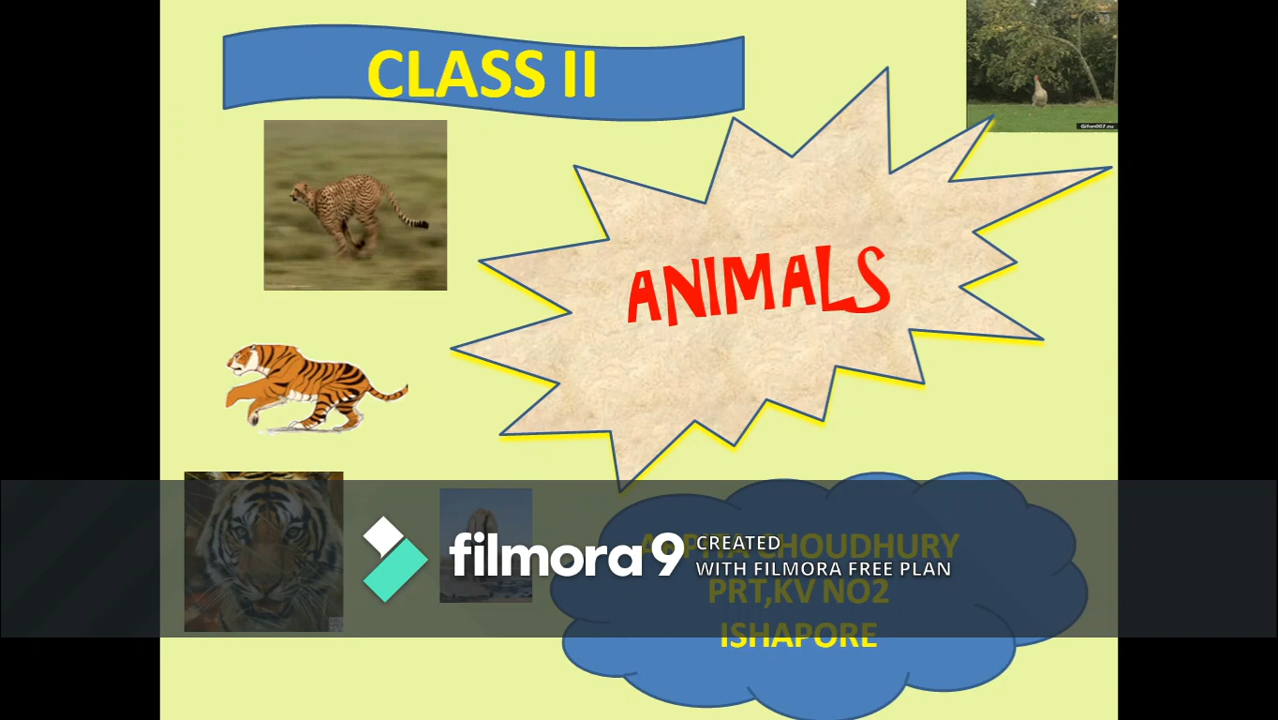 CLASS II
ANIMALS
filmora9 CREATED
WITH FILMORA FREE PLAN
CHOUDHURY
PRT,KV NO2
ISHAPORE